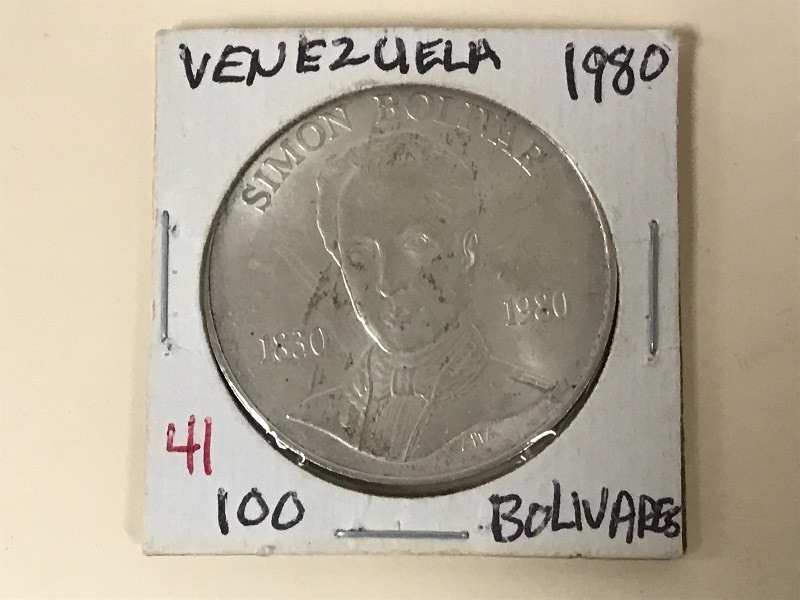 VENEZUELA 1980
SIMON BOLIVAR
1830 1980
41
100 BOLIVARES